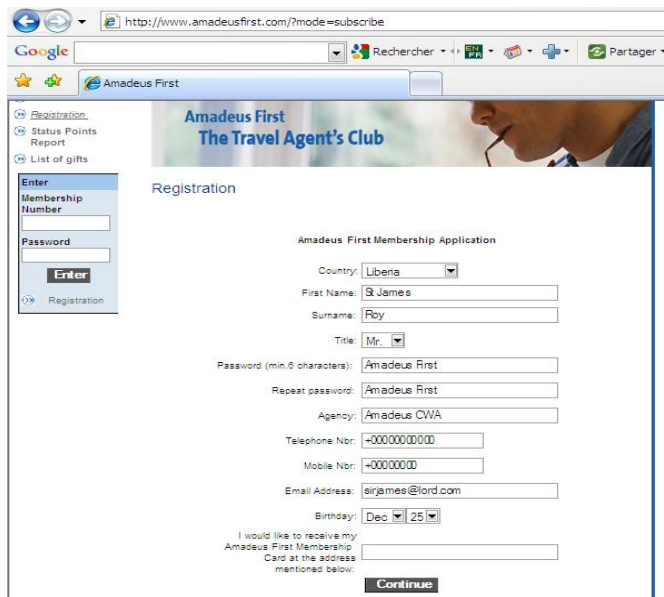 http://www.amadeusfirst.com/?mode=subscribe
Google Rechercher Partager
Amadeus First
Registration
Status Points
Report
List of gifts
Enter
Membership
Number
Password
Enter
Registration
Amadeus First
The Travel Agent's Club
Registration
Amadeus First Membership Application
Country: Liberia
First Name: St James
Surname: Roy
Title: Mr.
Password (min.6 characters): Amadeus First
Repeat password: Amadeus First
Agency: Amadeus CWA
Telephone Nbr: +00000000000
Mobile Nbr: +00000000
Email Address: sirjames@lord.com
Birthday: Dec 25
I would like to receive my
Amadeus First Membership
Card at the address
mentioned below:
Continue